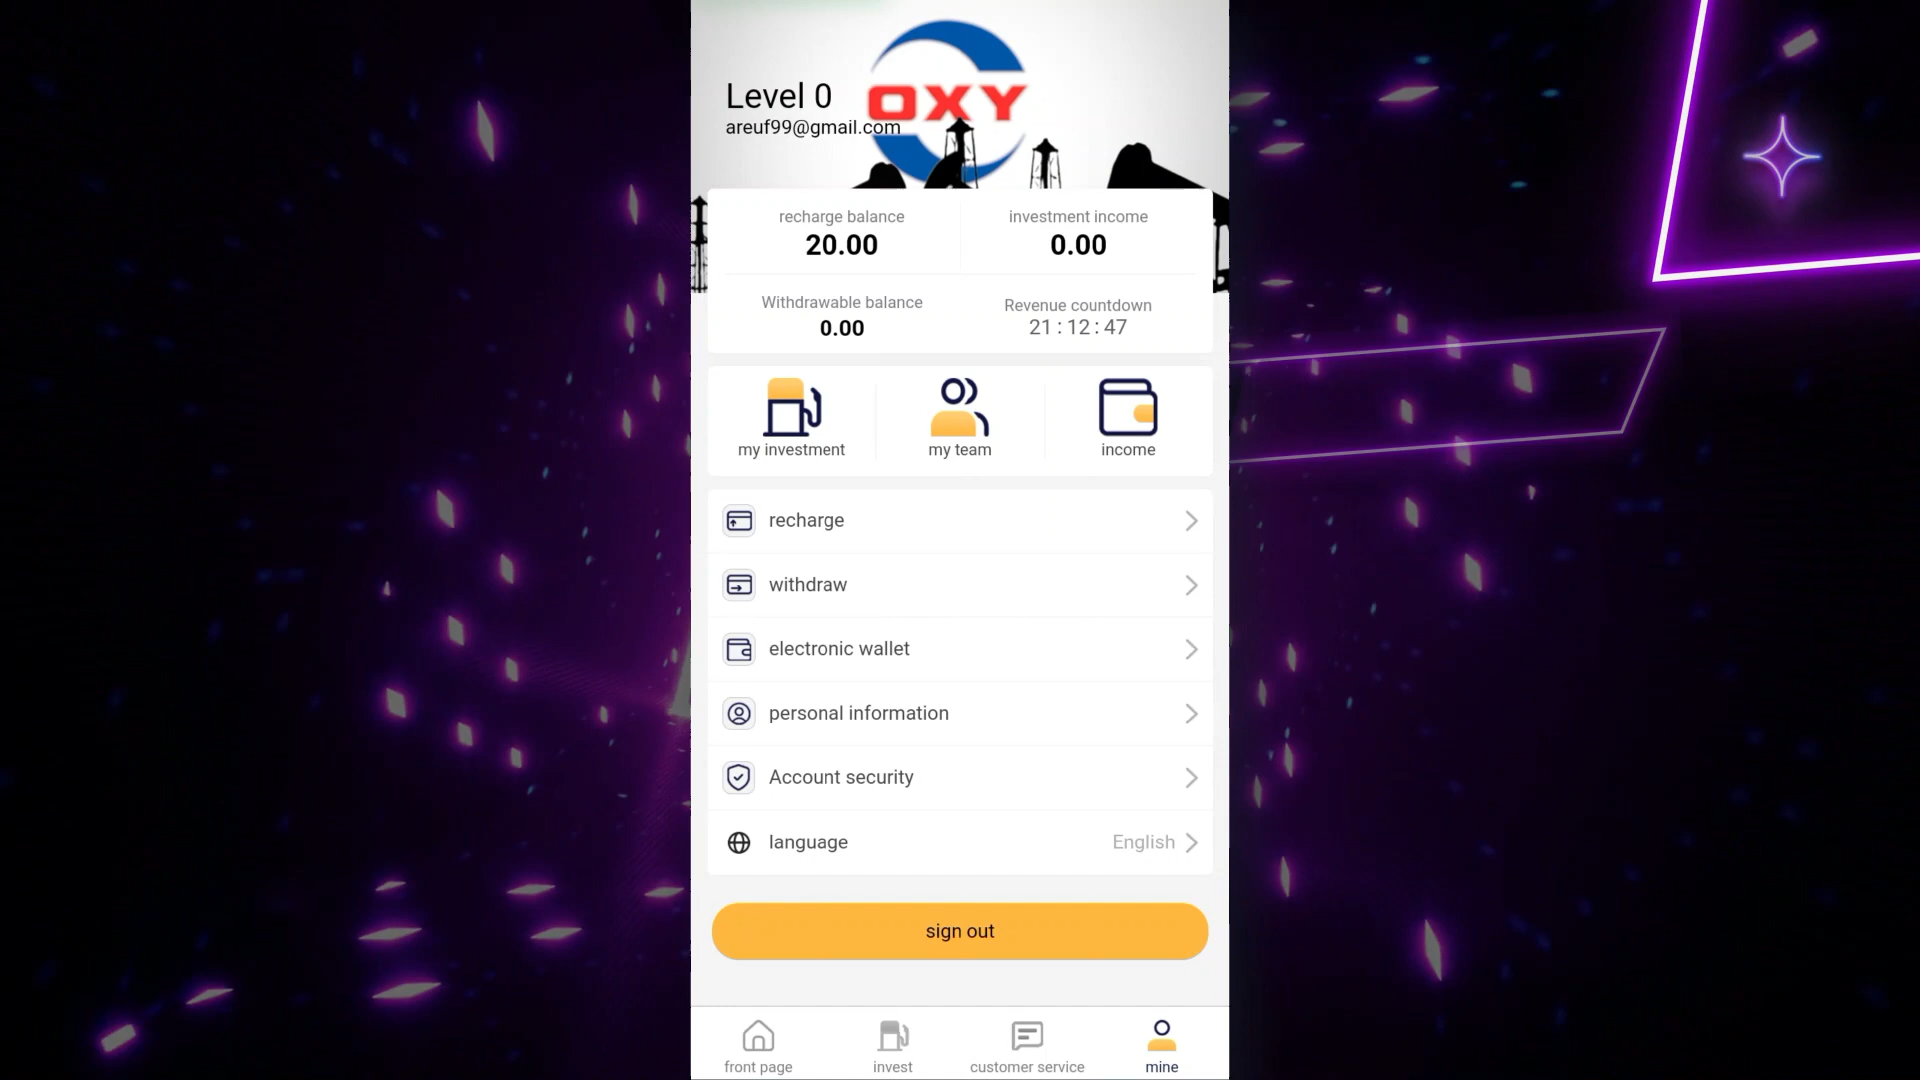 OXY
Level 0
areuf99@gmail.com
recharge balance
20.00
investment income
0.00
Withdrawable balance
0.00
Revenue countdown
21 : 12 : 47
my investment
my team
income
recharge
withdraw
electronic wallet
personal information
Account security
language
English
sign out
front page
invest
customer service
mine